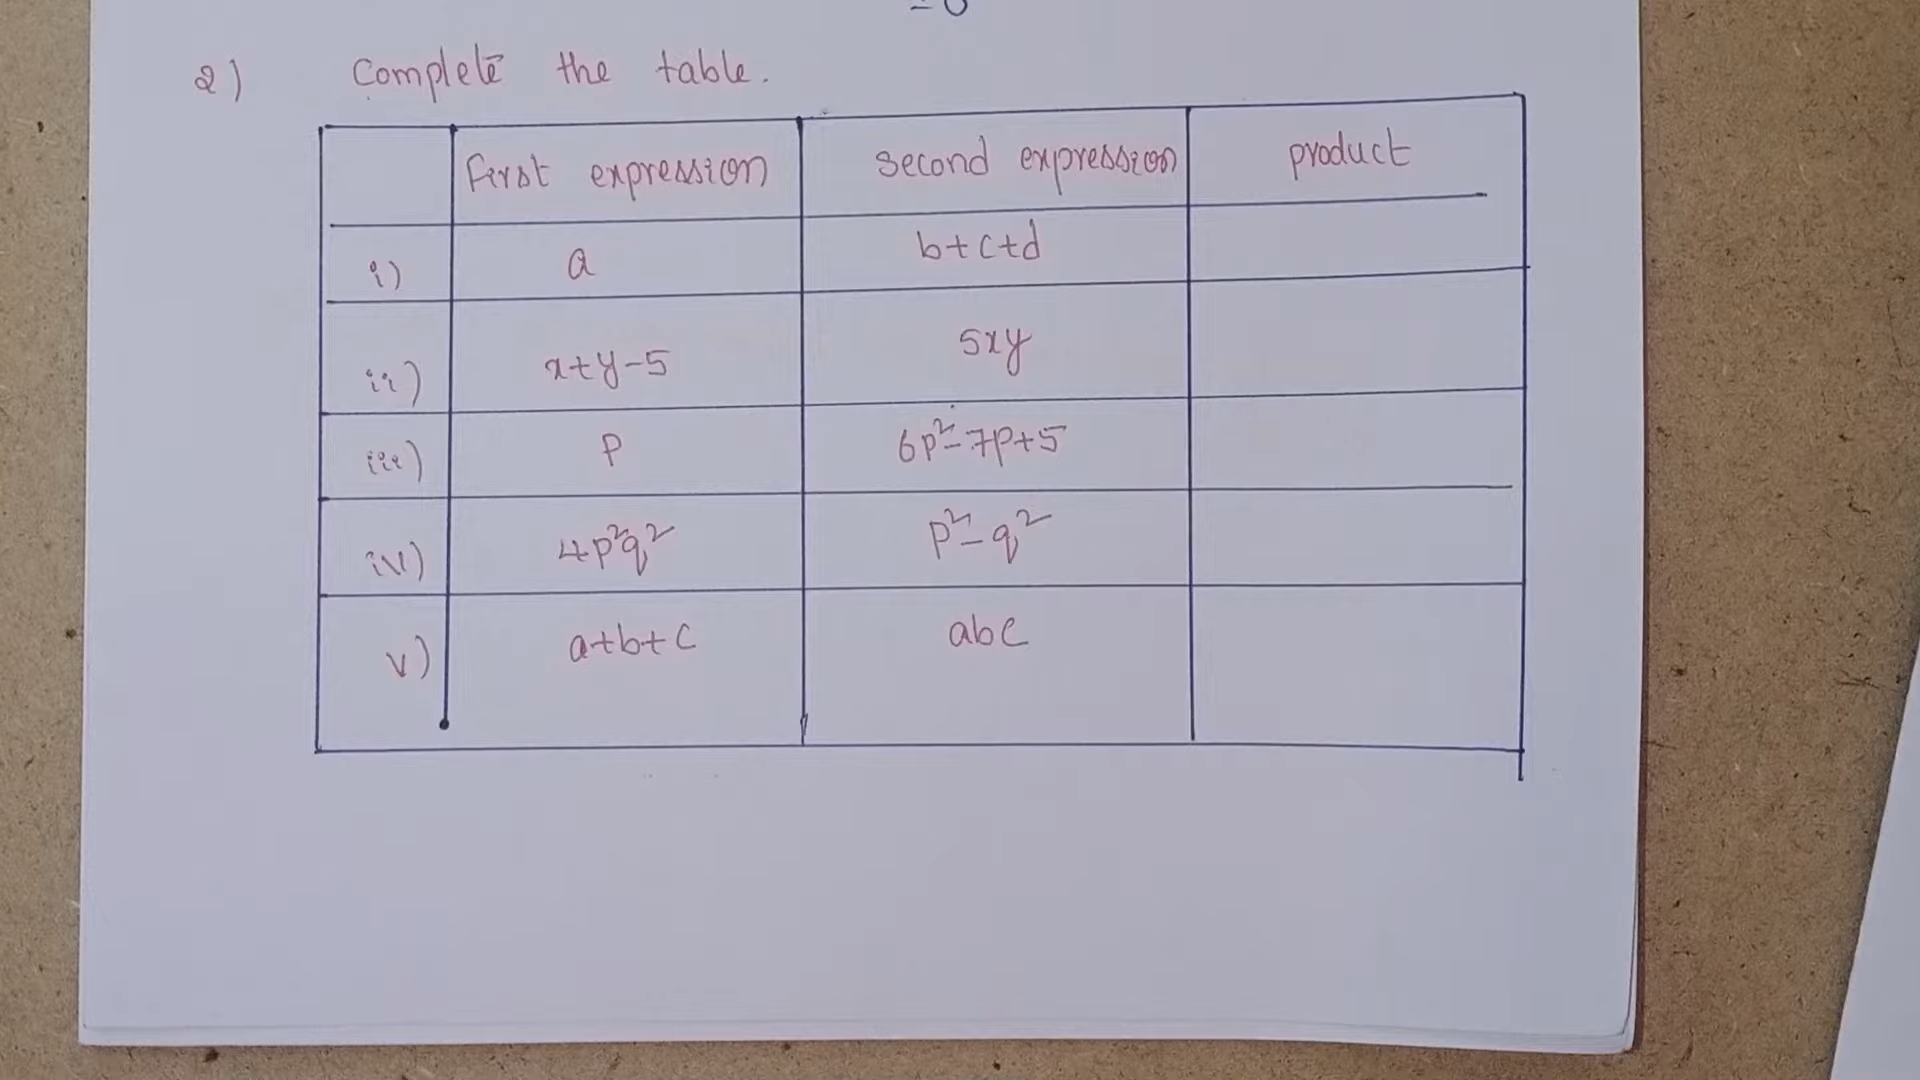 = 0
2) Complete the table.
First expression second expression product
i) a b+c+d
ii) x+y-5 5xy
iii) p 6p²-7p+5
iv) 4p²q² p²-q²
v) a+b+c abc